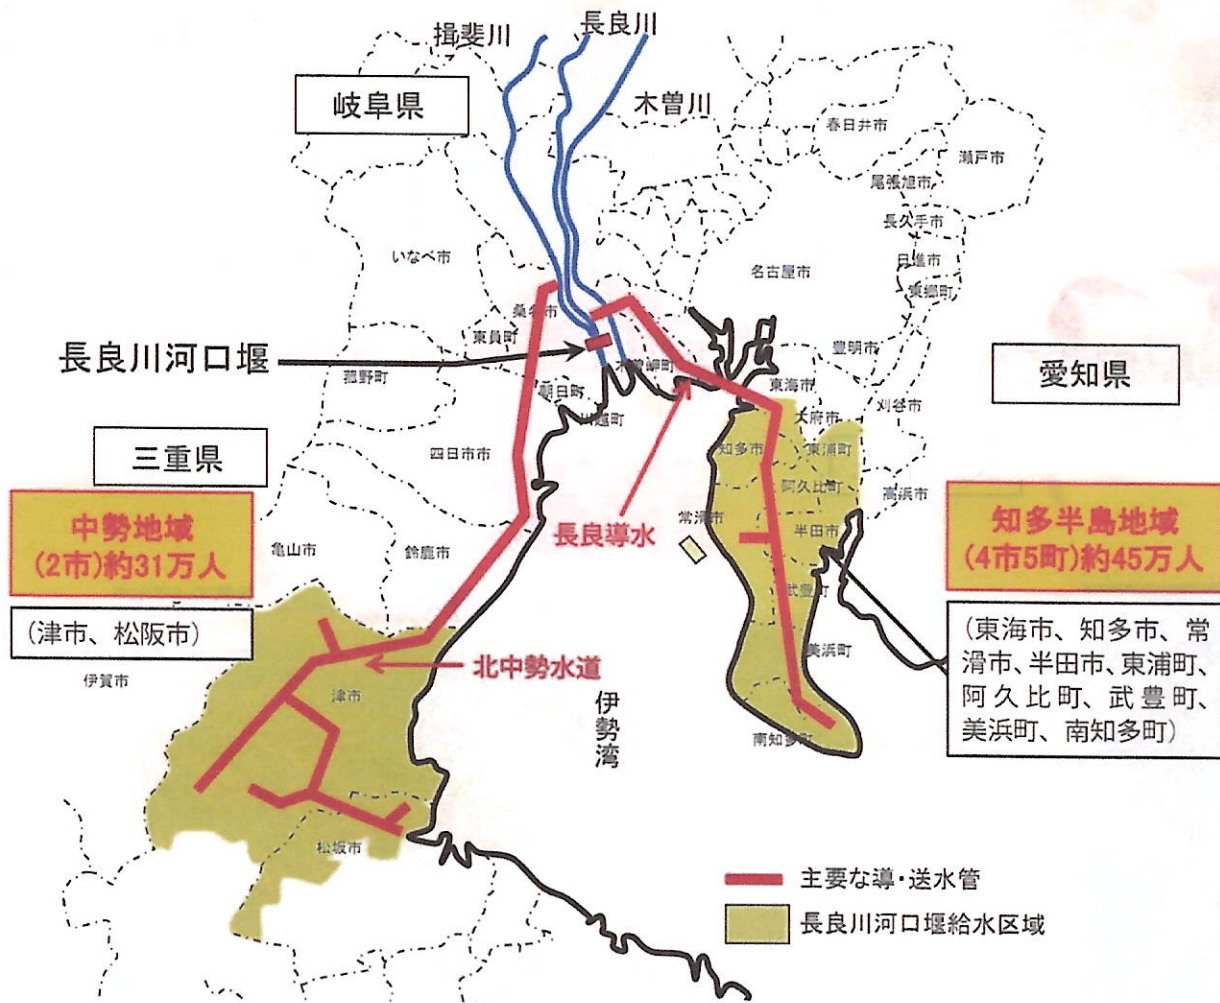 揖斐川
長良川
岐阜県
木曽川
春日井市
瀬戸市
尾張旭市
長久手市
いなべ市
日進市
名古屋市
東郷町
桑名市
東員町
長良川河口堰
木曽岬町
豊明市
愛知県
菰野町
東海市
朝日町
川越町
大府市
刈谷市
三重県
四日市市
知多市
東浦町
中勢地域
(2市)約31万人
阿久比町
高浜市
知多半島地域
(4市5町)約45万人
常滑市
長良導水
半田市
亀山市
鈴鹿市
武豊町
(津市、松阪市)
(東海市、知多市、常
滑市、半田市、東浦町、
阿久比町、武豊町、
美浜町、南知多町)
美浜町
伊賀市
北中勢水道
津市
伊勢湾
南知多町
松坂市
主要な導・送水管
長良川河口堰給水区域